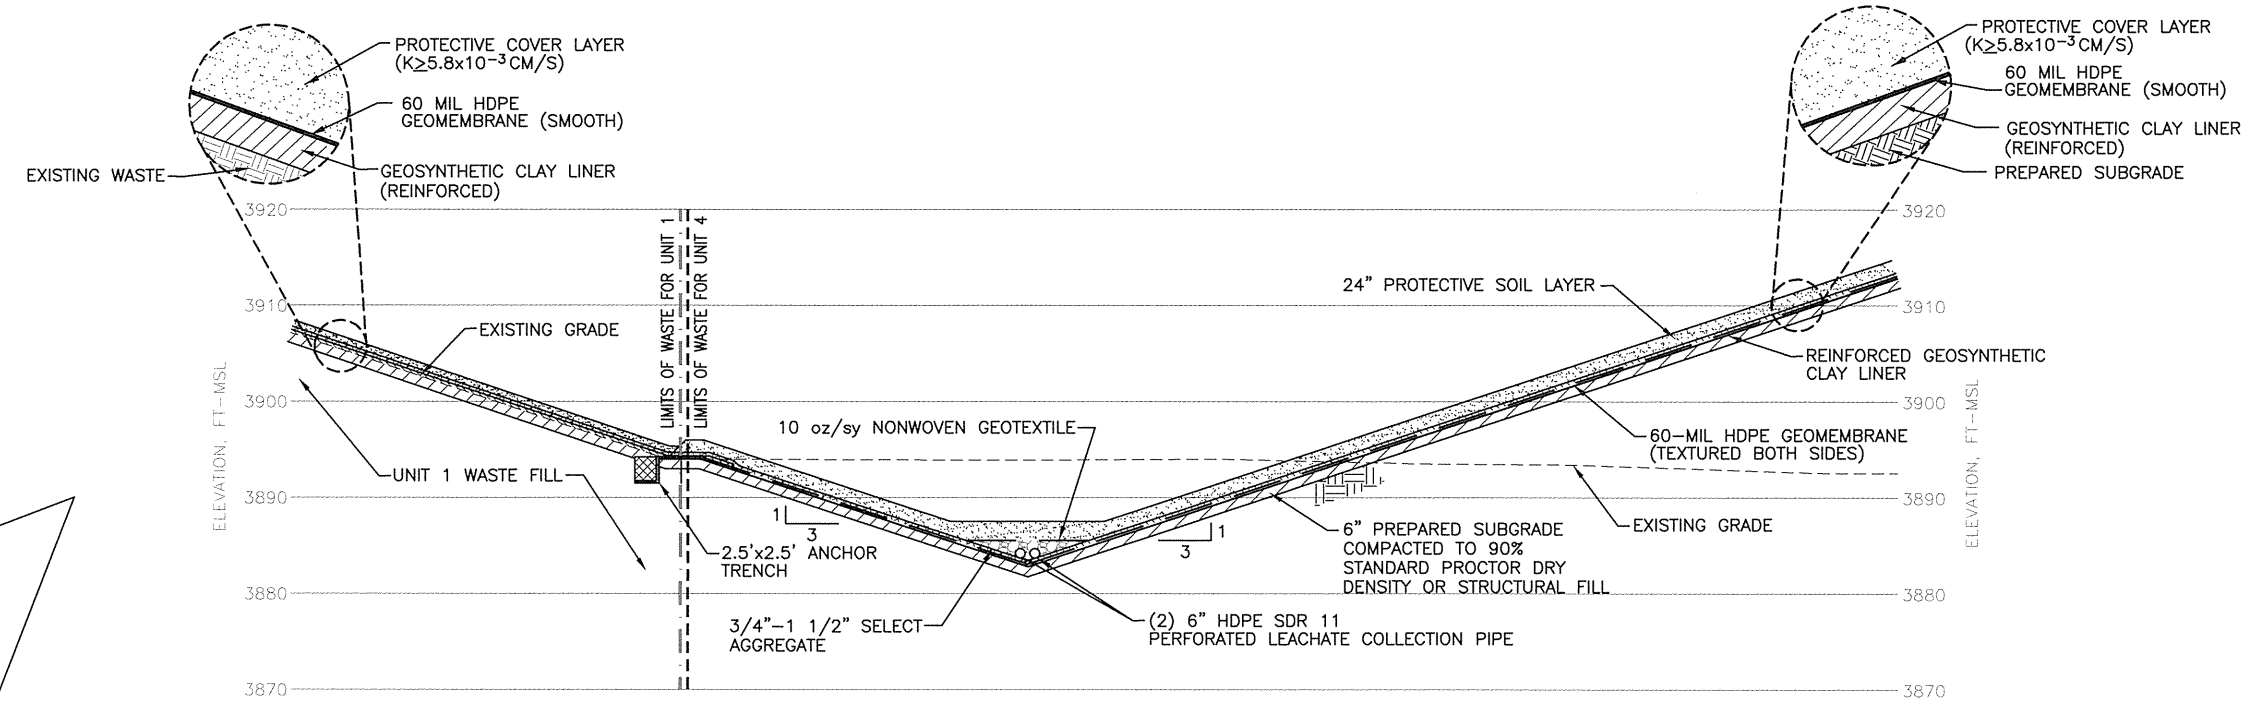 PROTECTIVE COVER LAYER
(K≥5.8x10⁻³CM/S)
60 MIL HDPE
GEOMEMBRANE (SMOOTH)
GEOSYNTHETIC CLAY LINER
(REINFORCED)
EXISTING WASTE
PROTECTIVE COVER LAYER
(K≥5.8x10⁻³CM/S)
60 MIL HDPE
GEOMEMBRANE (SMOOTH)
GEOSYNTHETIC CLAY LINER
(REINFORCED)
PREPARED SUBGRADE
3920
3920
LIMITS OF WASTE FOR UNIT 1
LIMITS OF WASTE FOR UNIT 4
24" PROTECTIVE SOIL LAYER
3910
3910
EXISTING GRADE
REINFORCED GEOSYNTHETIC
CLAY LINER
3900
3900
ELEVATION, FT-MSL
ELEVATION, FT-MSL
10 oz/sy NONWOVEN GEOTEXTILE
60-MIL HDPE GEOMEMBRANE
(TEXTURED BOTH SIDES)
UNIT 1 WASTE FILL
3890
3890
1
3
1
3
EXISTING GRADE
2.5'x2.5' ANCHOR
TRENCH
6" PREPARED SUBGRADE
COMPACTED TO 90%
STANDARD PROCTOR DRY
DENSITY OR STRUCTURAL FILL
3880
3880
3/4"-1 1/2" SELECT
AGGREGATE
(2) 6" HDPE SDR 11
PERFORATED LEACHATE COLLECTION PIPE
3870
3870